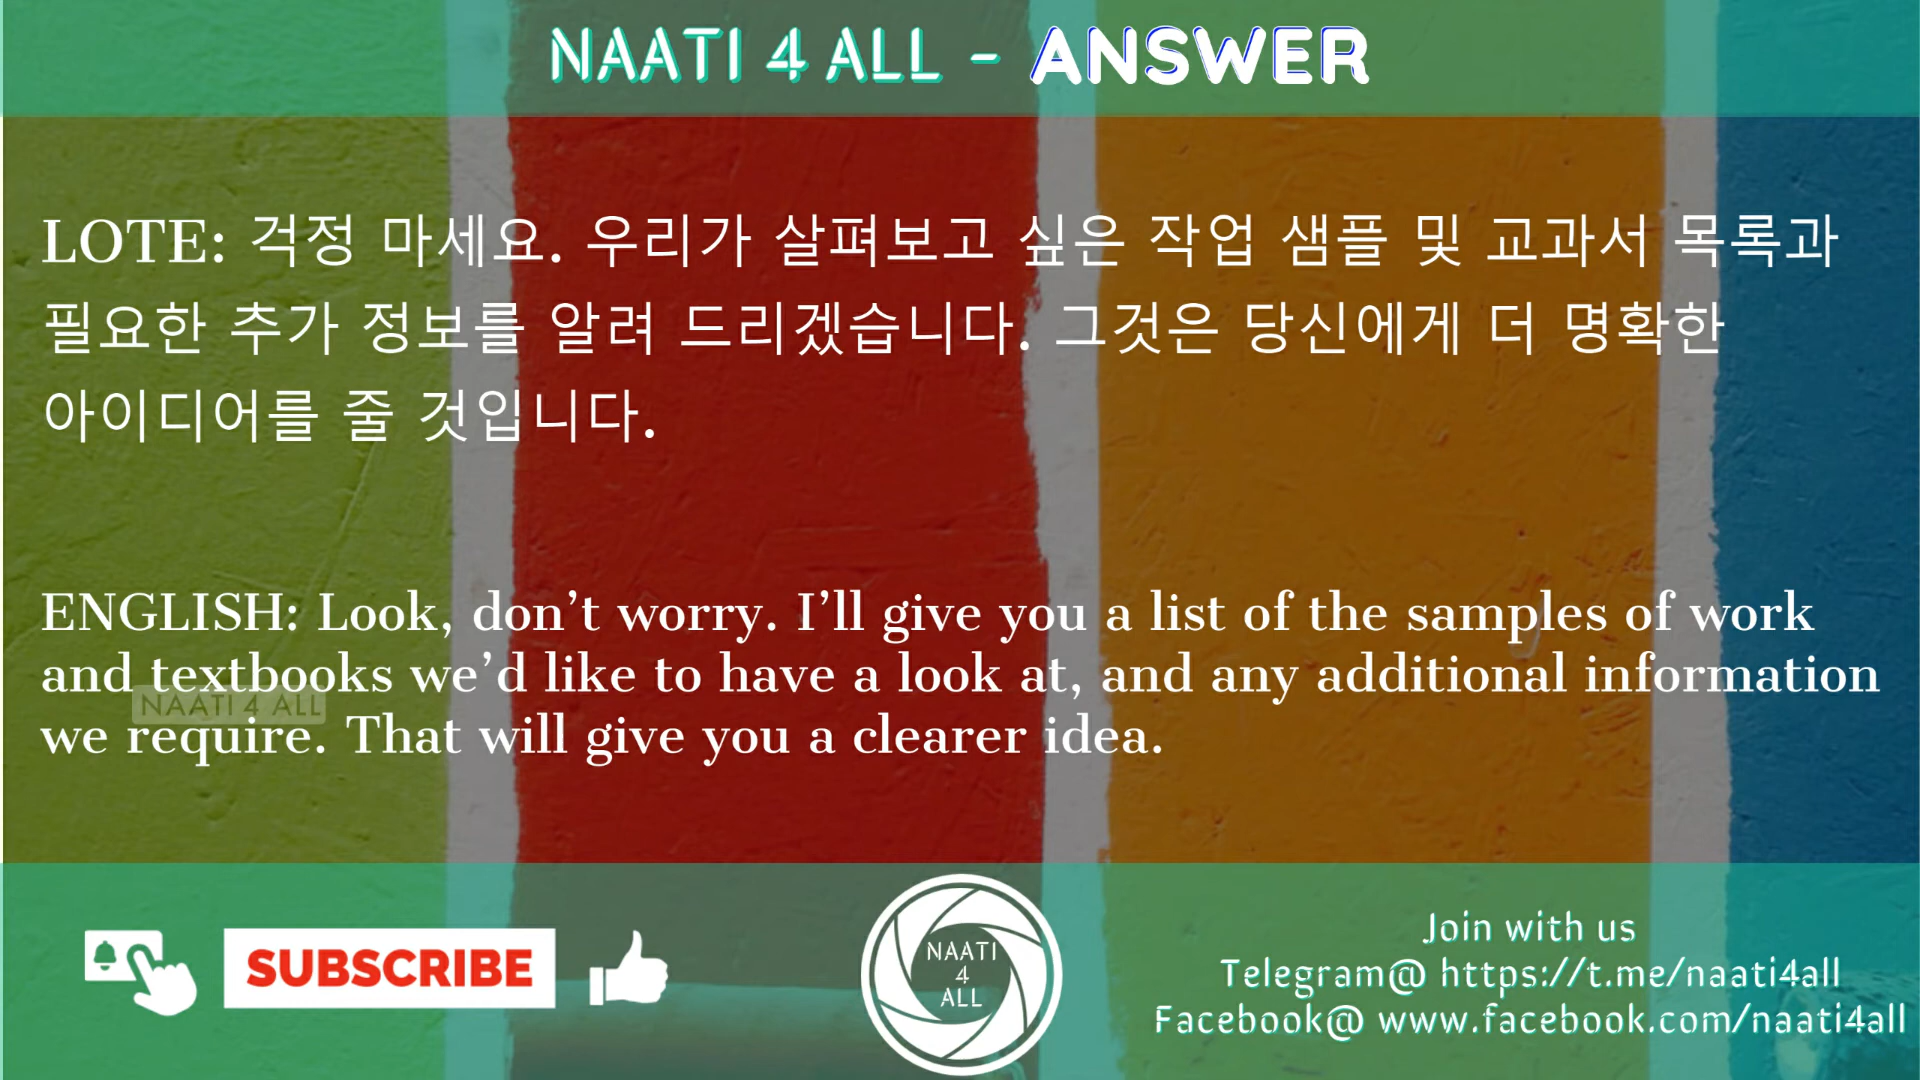 NAATI 4 ALL - ANSWER
LOTE: 걱정 마세요. 우리가 살펴보고 싶은 작업 샘플 및 교과서 목록과
필요한 추가 정보를 알려 드리겠습니다. 그것은 당신에게 더 명확한
아이디어를 줄 것입니다.
ENGLISH: Look, don’t worry. I’ll give you a list of the samples of work
and textbooks we’d like to have a look at, and any additional information
NAATI 4 ALL
we require. That will give you a clearer idea.
SUBSCRIBE
NAATI
4
ALL
Join with us
Telegram@ https://t.me/naati4all
Facebook@ www.facebook.com/naati4all